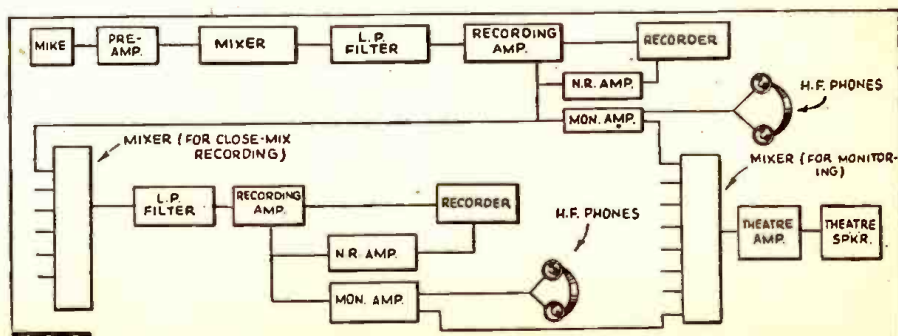 MIKE
PRE-
AMP.
MIXER
L.P.
FILTER
RECORDING
AMP.
RECORDER
N.R. AMP.
MON. AMP.
H.F. PHONES
MIXER (FOR CLOSE-MIX
RECORDING)
MIXER (FOR MONITOR-
ING)
L.P.
FILTER
RECORDING
AMP.
RECORDER
N.R. AMP.
MON. AMP.
H.F. PHONES
THEATRE
AMP.
THEATRE
SPKR.